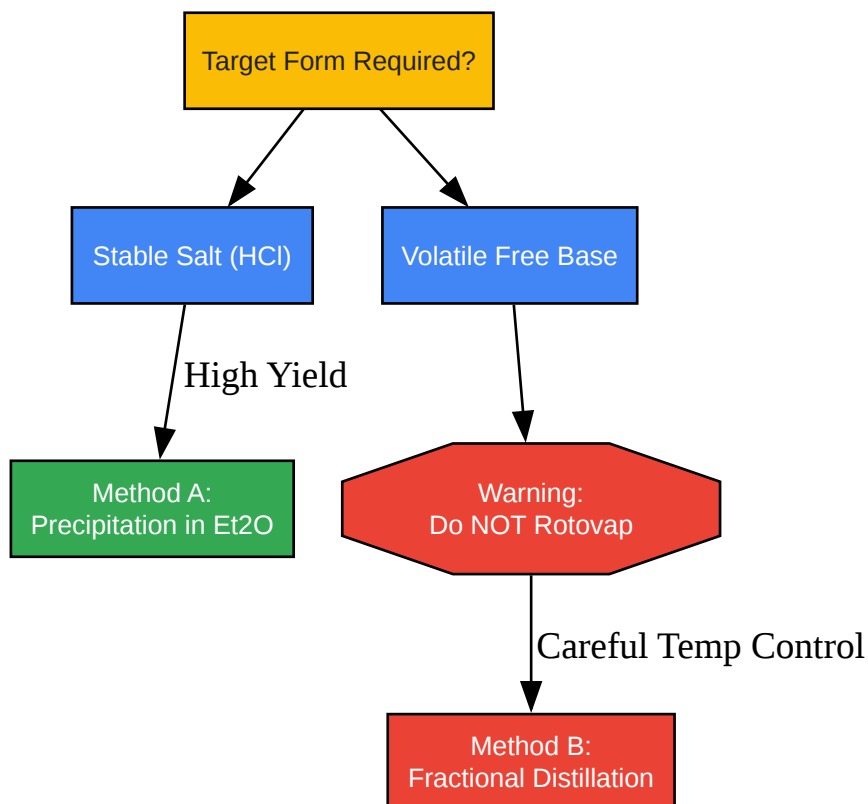 Target Form Required?
Stable Salt (HCl)
Volatile Free Base
High Yield
Method A:
Precipitation in Et2O
Warning:
Do NOT Rotovap
Careful Temp Control
Method B:
Fractional Distillation